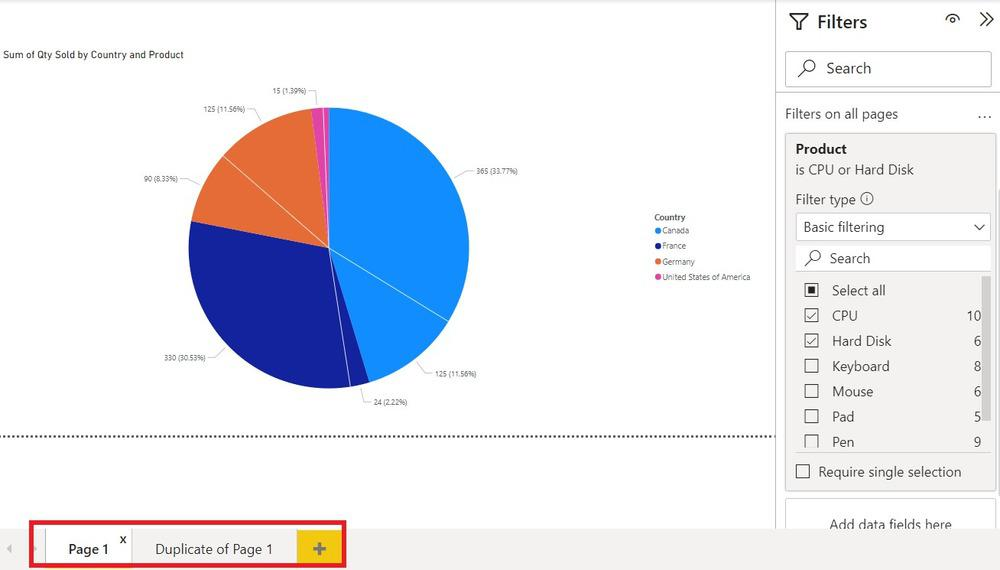 Filters
Search
Sum of Qty Sold by Country and Product
Filters on all pages
...
Product
is CPU or Hard Disk
Filter type
Basic filtering
Search
Select all
CPU 10
Hard Disk 6
Keyboard 8
Mouse 6
Pad 5
Pen 9
Require single selection
Add data fields here
15 (1.39%)
125 (11.56%)
365 (33.77%)
90 (8.33%)
330 (30.53%)
125 (11.56%)
24 (2.22%)
Country
Canada
France
Germany
United States of America
Page 1 x
Duplicate of Page 1
+